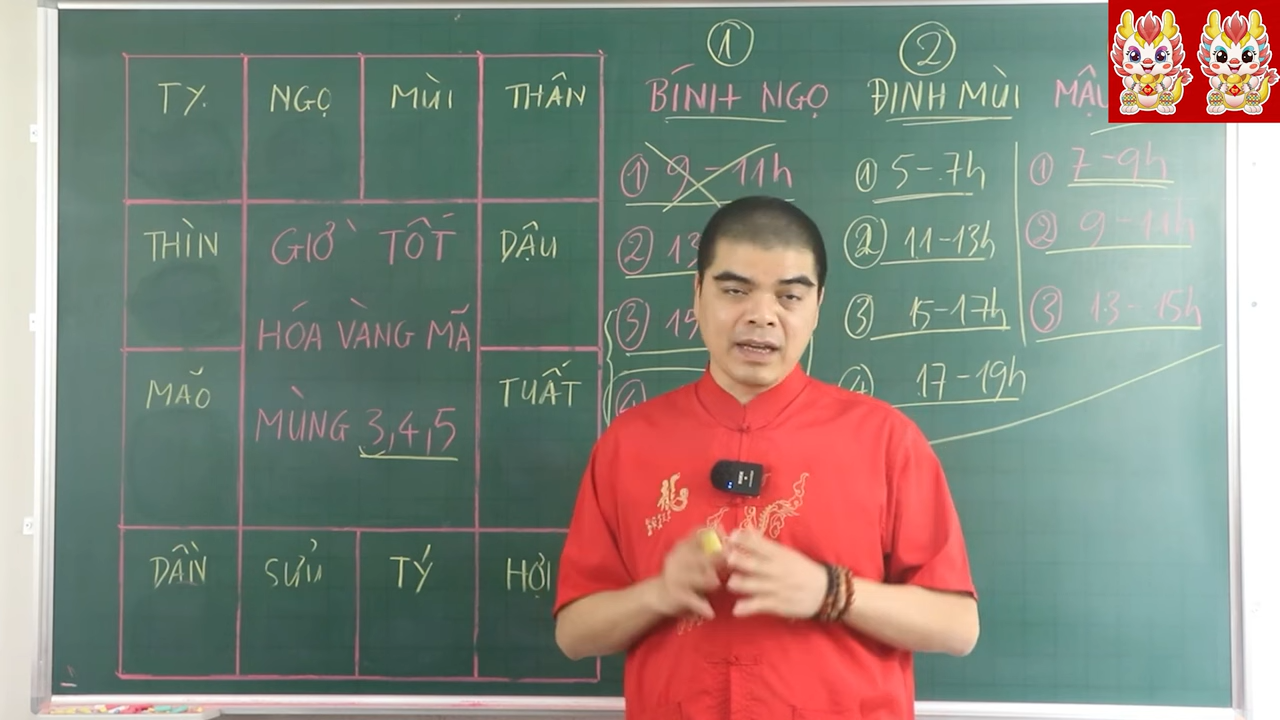 TỴ
NGỌ
MÙI
THÂN
THÌN
DẬU
MÃO
TUẤT
DẦN
SỬU
TÝ
HỢI
GIỜ TỐT
HÓA VÀNG MÃ
MÙNG 3,4,5
①
BÍNH NGỌ
① 9-11h
②
③
④
②
ĐINH MÙI
① 5-7h
② 11-13h
③ 15-17h
④ 17-19h
① 7-9h
② 9-11h
③ 13-15h
龍